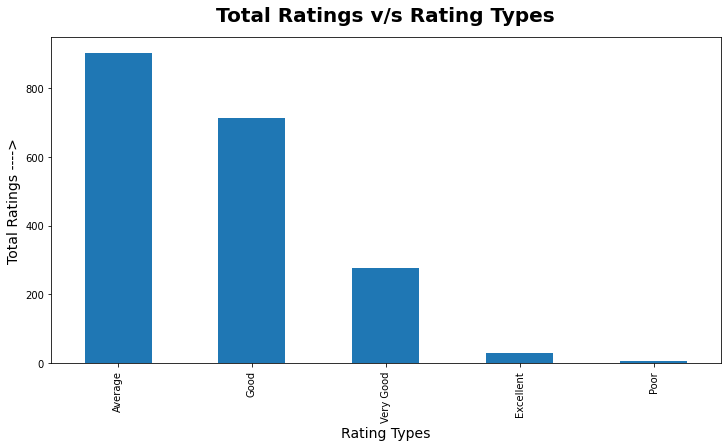 Total Ratings v/s Rating Types
Total Ratings ---->
800
600
400
200
0
Average
Good
Very Good
Excellent
Poor
Rating Types